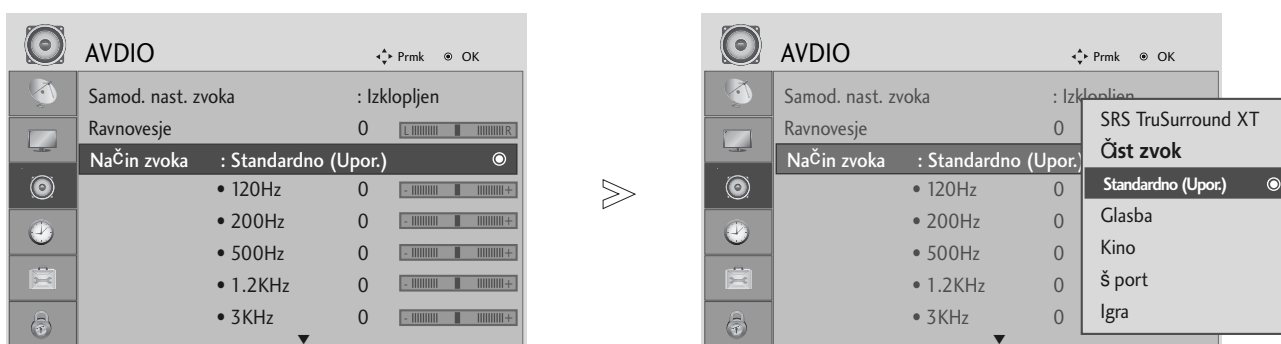 AVDIO
Prmk OK
Samod. nast. zvoka : Izklopljen
Ravnovesje 0 L R
NaČin zvoka : Standardno (Upor.)
• 120Hz 0 - +
• 200Hz 0 - +
• 500Hz 0 - +
• 1.2KHz 0 - +
• 3KHz 0 - +
AVDIO
Prmk OK
Samod. nast. zvoka : Izklopljen
Ravnovesje 0
NaČin zvoka : Standardno (Upor.)
• 120Hz 0
• 200Hz 0
• 500Hz 0
• 1.2KHz 0
• 3KHz 0
SRS TruSurround XT
Čist zvok
Standardno (Upor.)
Glasba
Kino
š port
Igra